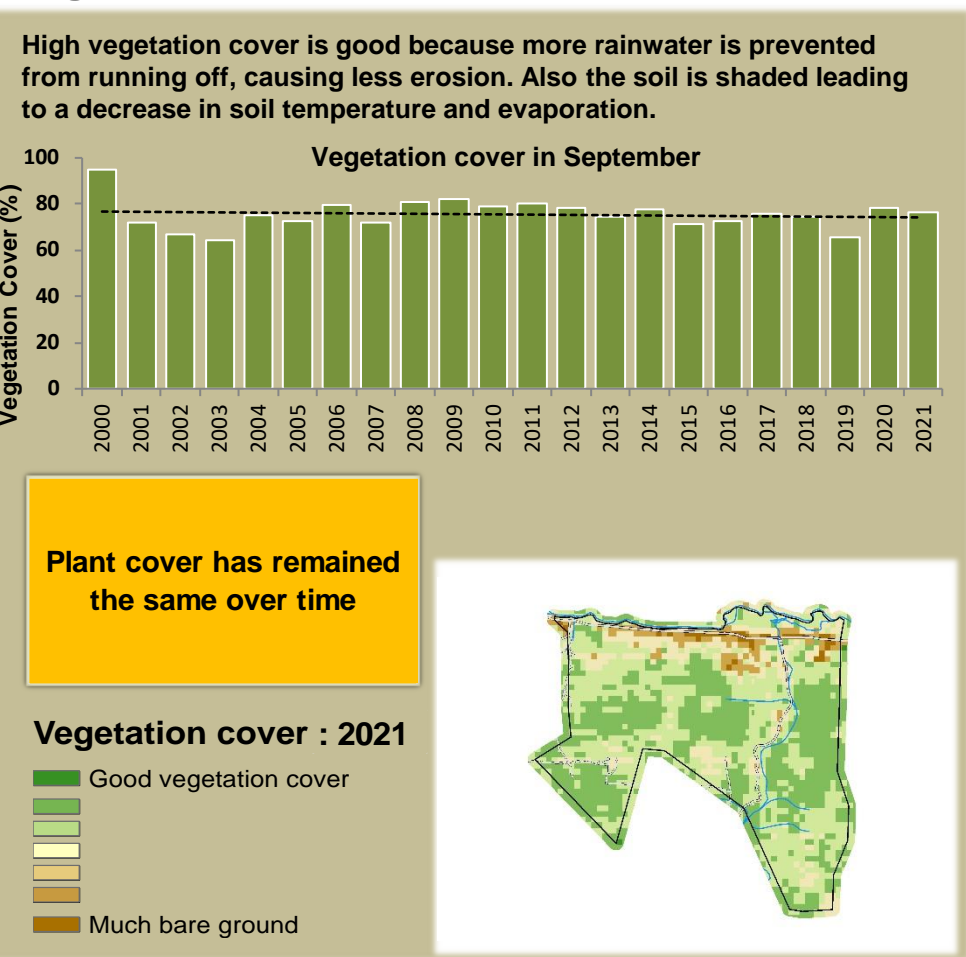 High vegetation cover is good because more rainwater is prevented
from running off, causing less erosion. Also the soil is shaded leading
to a decrease in soil temperature and evaporation.
Vegetation cover in September
Vegetation Cover (%)
100
80
60
40
20
0
2000
2001
2002
2003
2004
2005
2006
2007
2008
2009
2010
2011
2012
2013
2014
2015
2016
2017
2018
2019
2020
2021
Plant cover has remained
the same over time
Vegetation cover : 2021
Good vegetation cover
Much bare ground